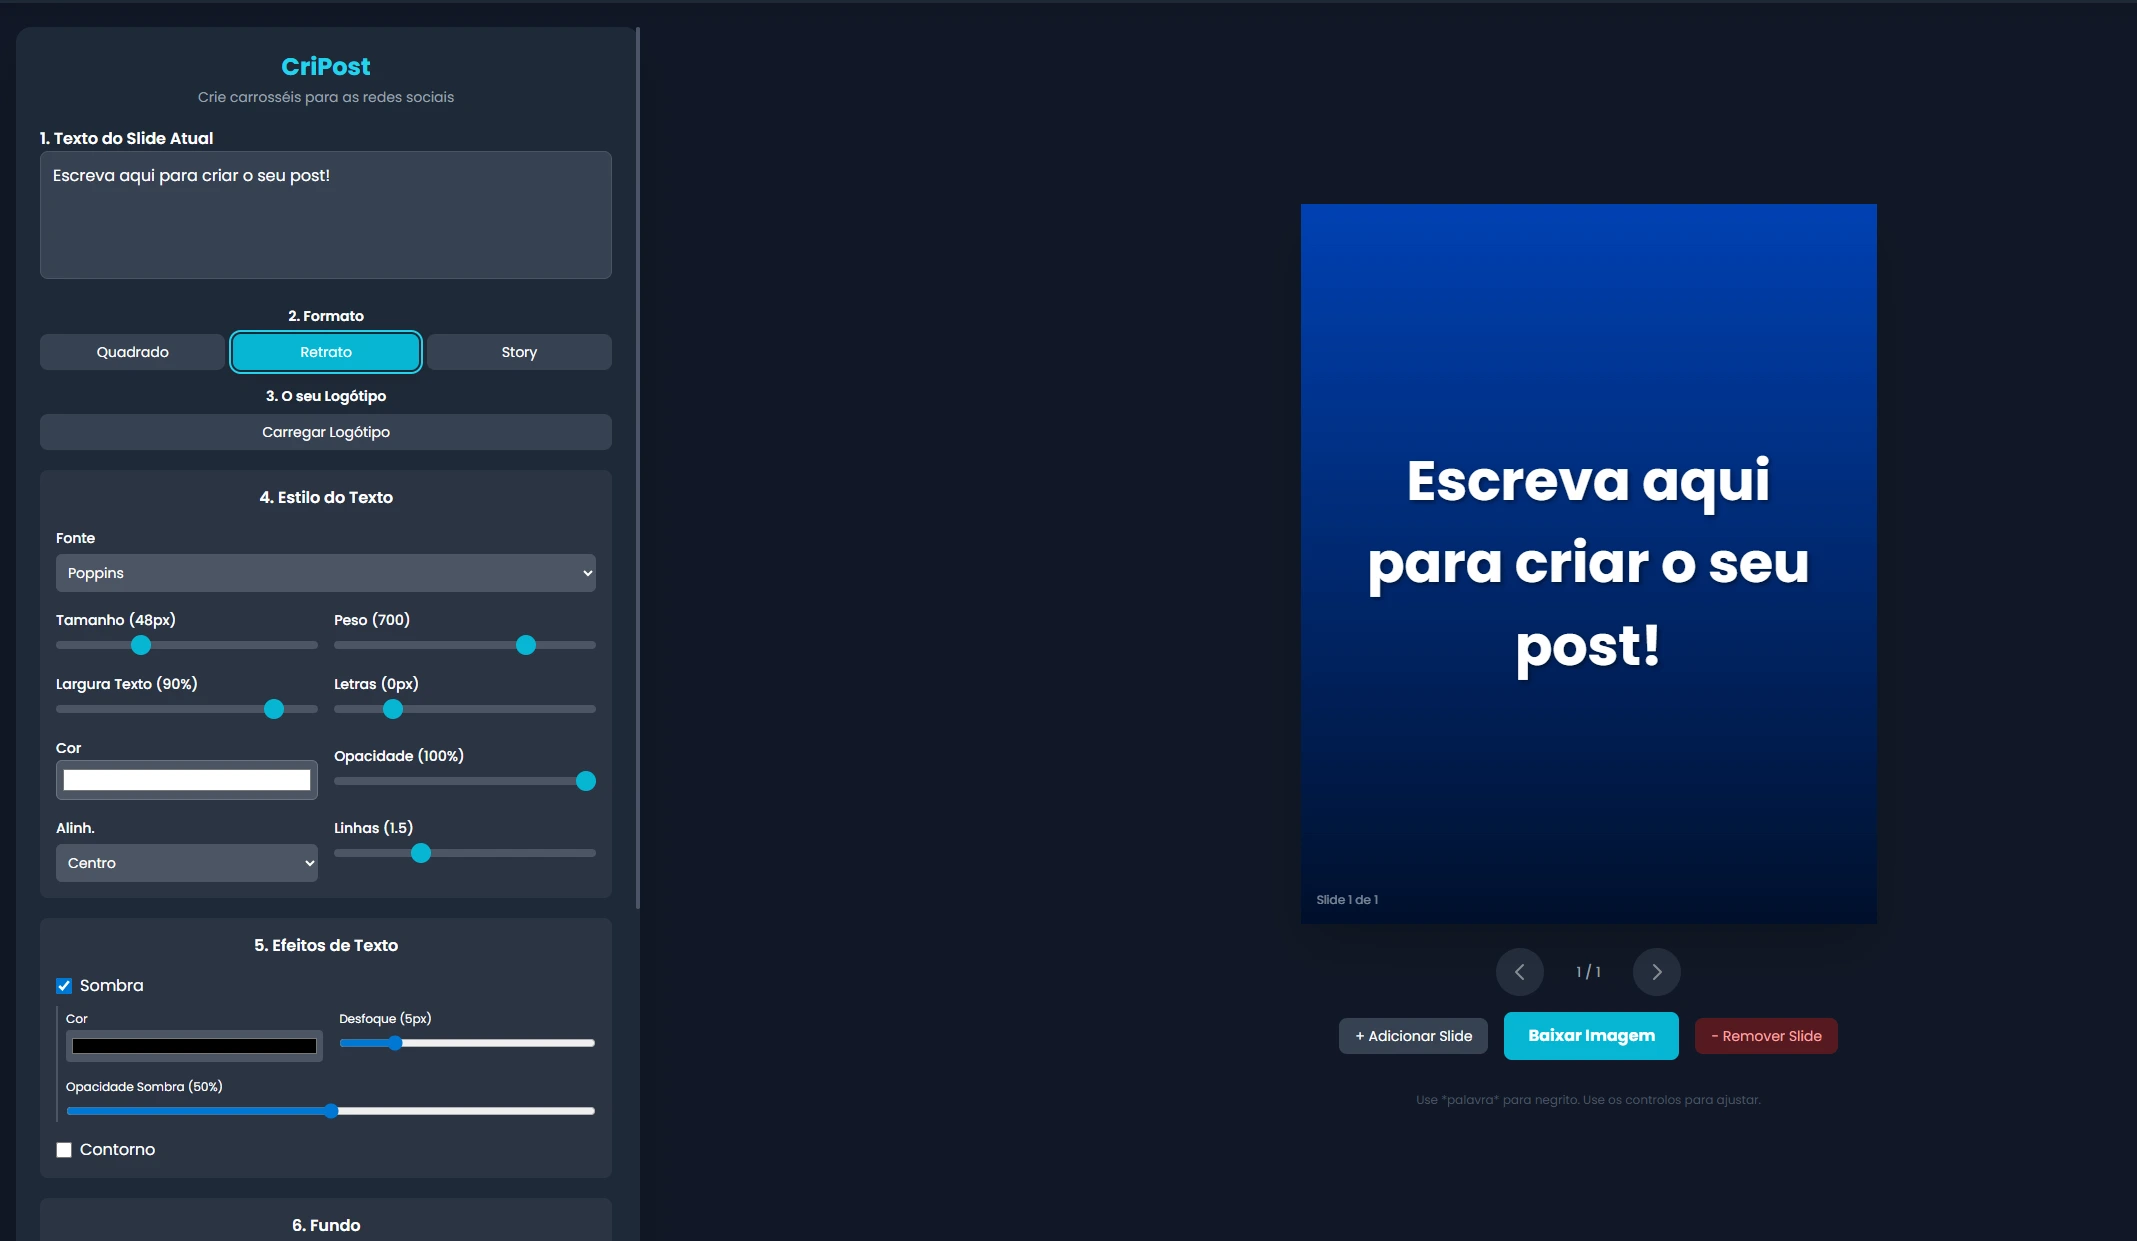 CriPost
Crie carrosséis para as redes sociais
1. Texto do Slide Atual
Escreva aqui para criar o seu post!
2. Formato
Quadrado
Retrato
Story
3. O seu Logótipo
Carregar Logótipo
4. Estilo do Texto
Fonte
Poppins
Tamanho (48px)
Peso (700)
Largura Texto (90%)
Letras (0px)
Cor
Opacidade (100%)
Alinh.
Centro
Linhas (1.5)
5. Efeitos de Texto
Sombra
Cor
Desfoque (5px)
Opacidade Sombra (50%)
Contorno
6. Fundo
Escreva aqui
para criar o seu
post!
Slide 1 de 1
1 / 1
+ Adicionar Slide
Baixar Imagem
- Remover Slide
Use *palavra* para negrito. Use os controlos para ajustar.